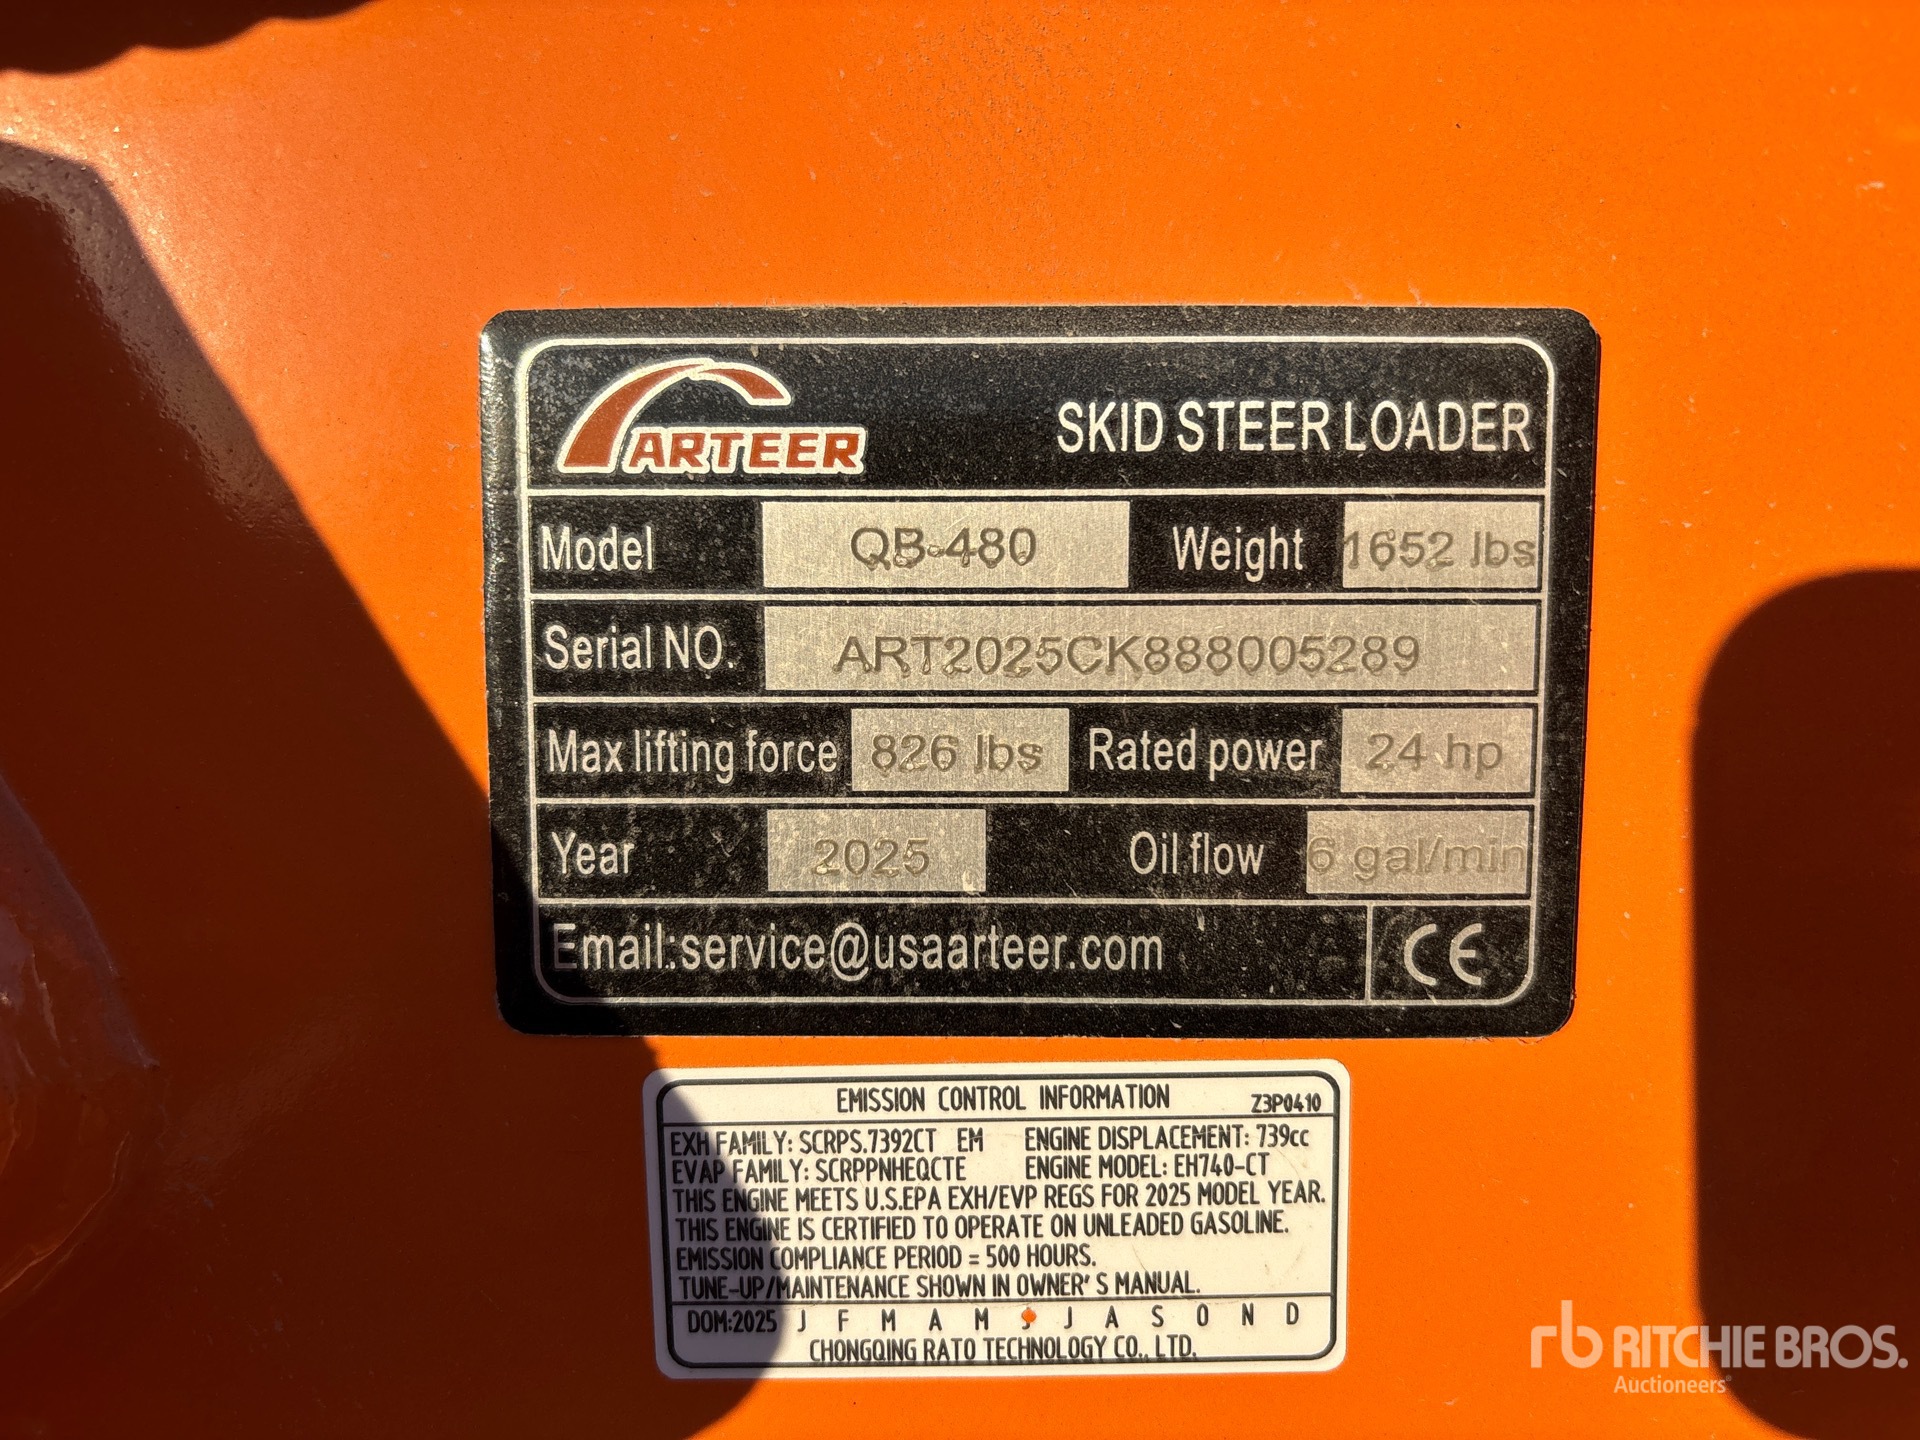 ARTEER SKID STEER LOADER
Model QB-480 Weight 1652 lbs
Serial NO. ART2025CK888005289
Max lifting force 826 lbs Rated power 24 hp
Year 2025 Oil flow 6 gal/min
Email:service@usaarteer.com CE
EMISSION CONTROL INFORMATION Z3P0410
EXH FAMILY: SCRPS.7392CT EM ENGINE DISPLACEMENT: 739cc
EVAP FAMILY: SCRPPNHEQCTE ENGINE MODEL: EH740-CT
THIS ENGINE MEETS U.S.EPA EXH/EVP REGS FOR 2025 MODEL YEAR.
THIS ENGINE IS CERTIFIED TO OPERATE ON UNLEADED GASOLINE.
EMISSION COMPLIANCE PERIOD = 500 HOURS.
TUNE-UP/MAINTENANCE SHOWN IN OWNER'S MANUAL.
DOM:2025 J F M A M J J A S O N D
CHONGQING RATO TECHNOLOGY CO., LTD.
rb RITCHIE BROS.
Auctioneers